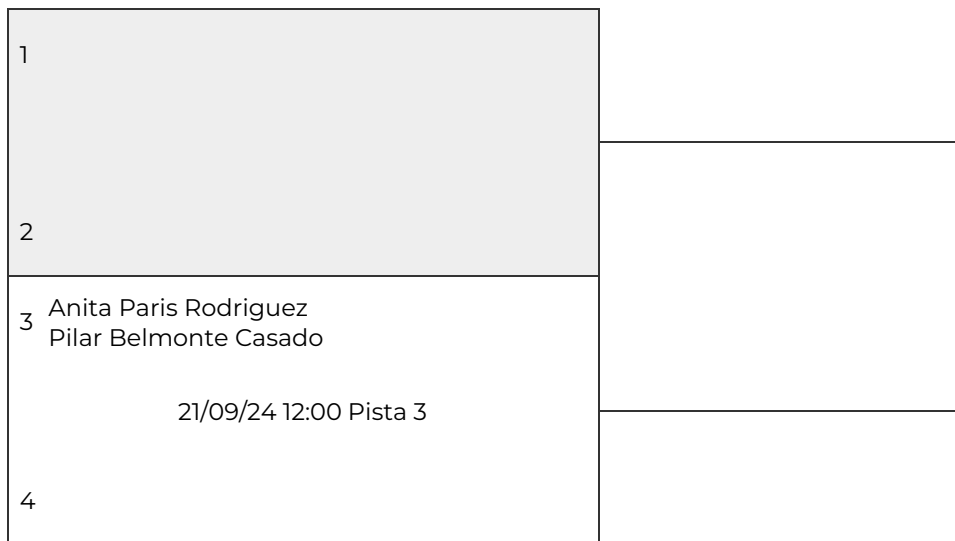 1
2
3 Anita Paris Rodriguez
Pilar Belmonte Casado
21/09/24 12:00 Pista 3
4